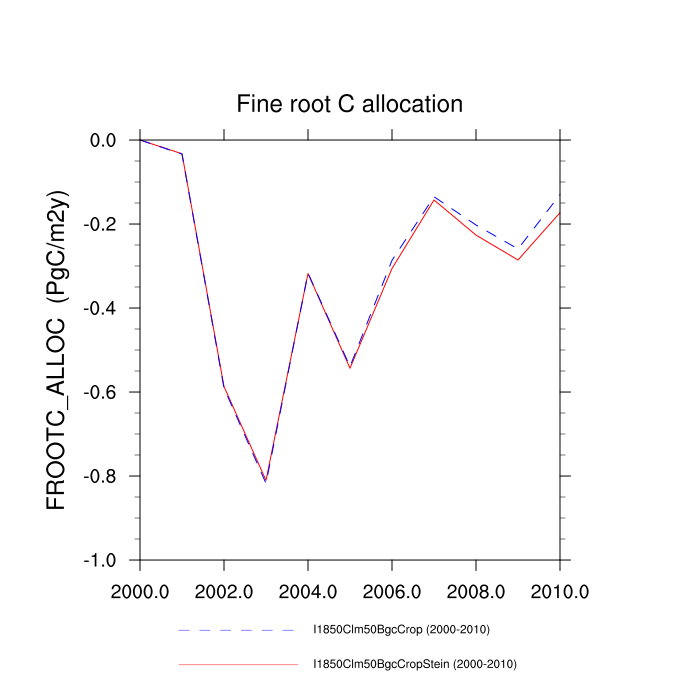 Fine root C allocation
FROOTC_ALLOC (PgC/m2y)
0.0
-0.2
-0.4
-0.6
-0.8
-1.0
2000.0 2002.0 2004.0 2006.0 2008.0 2010.0
I1850Clm50BgcCrop (2000-2010)
I1850Clm50BgcCropStein (2000-2010)